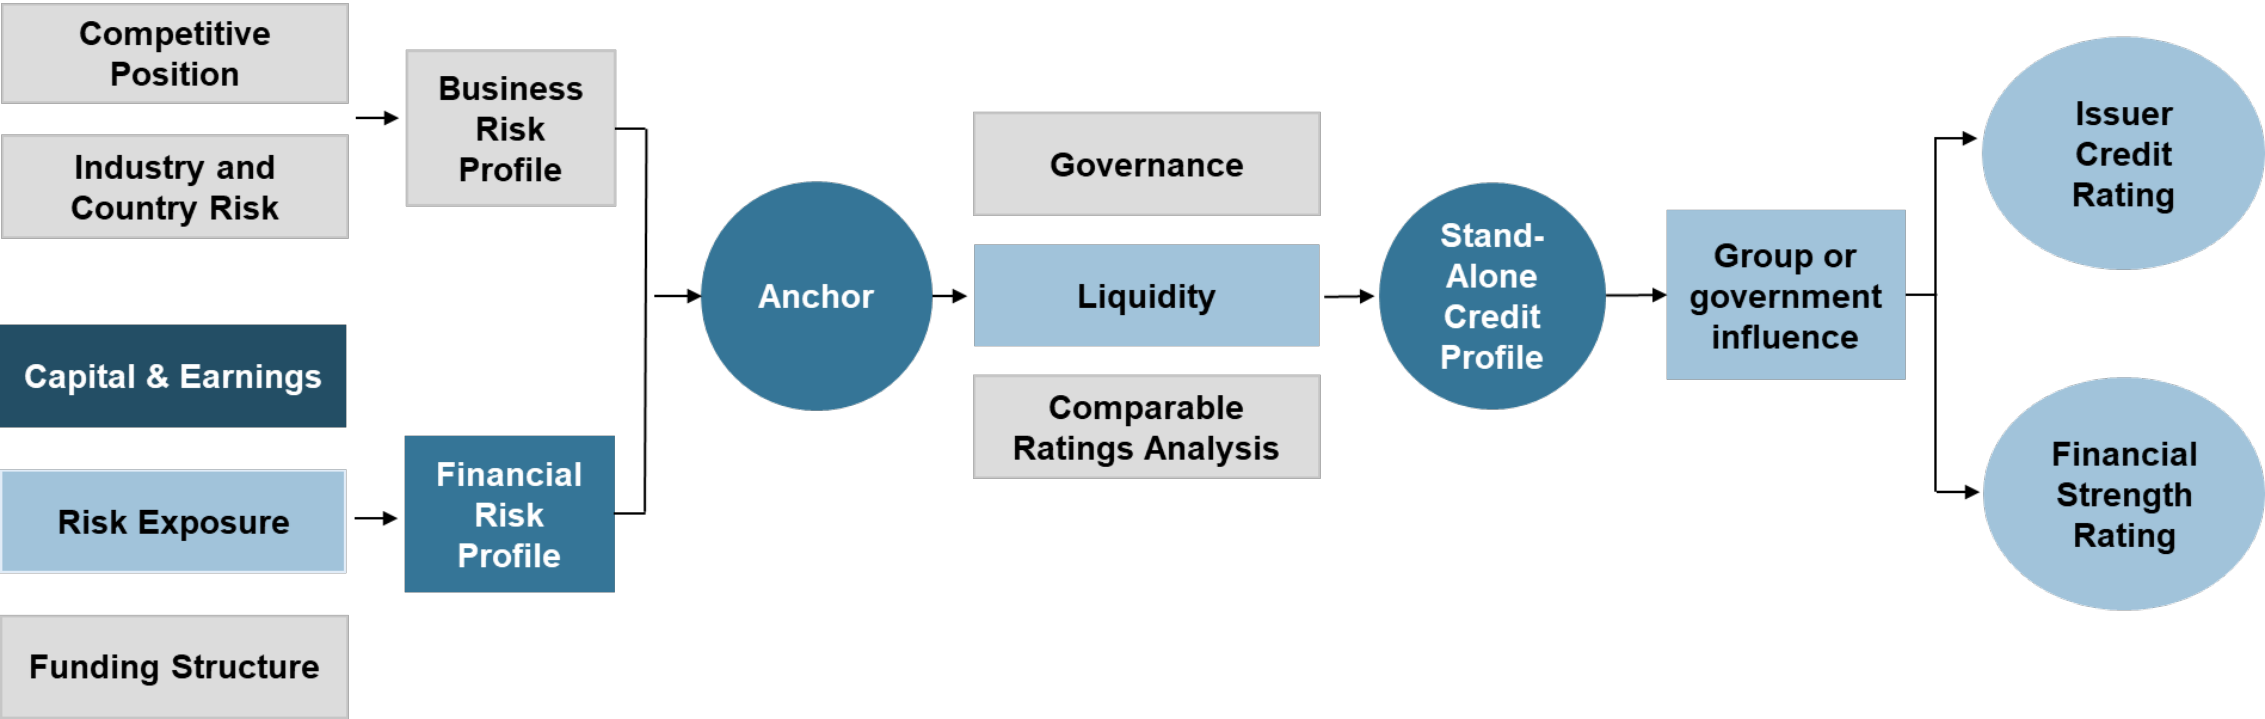 Competitive
Position
Industry and
Country Risk
Capital & Earnings
Risk Exposure
Funding Structure
Business
Risk
Profile
Financial
Risk
Profile
Anchor
Governance
Liquidity
Comparable
Ratings Analysis
Stand-
Alone
Credit
Profile
Group or
government
influence
Issuer
Credit
Rating
Financial
Strength
Rating